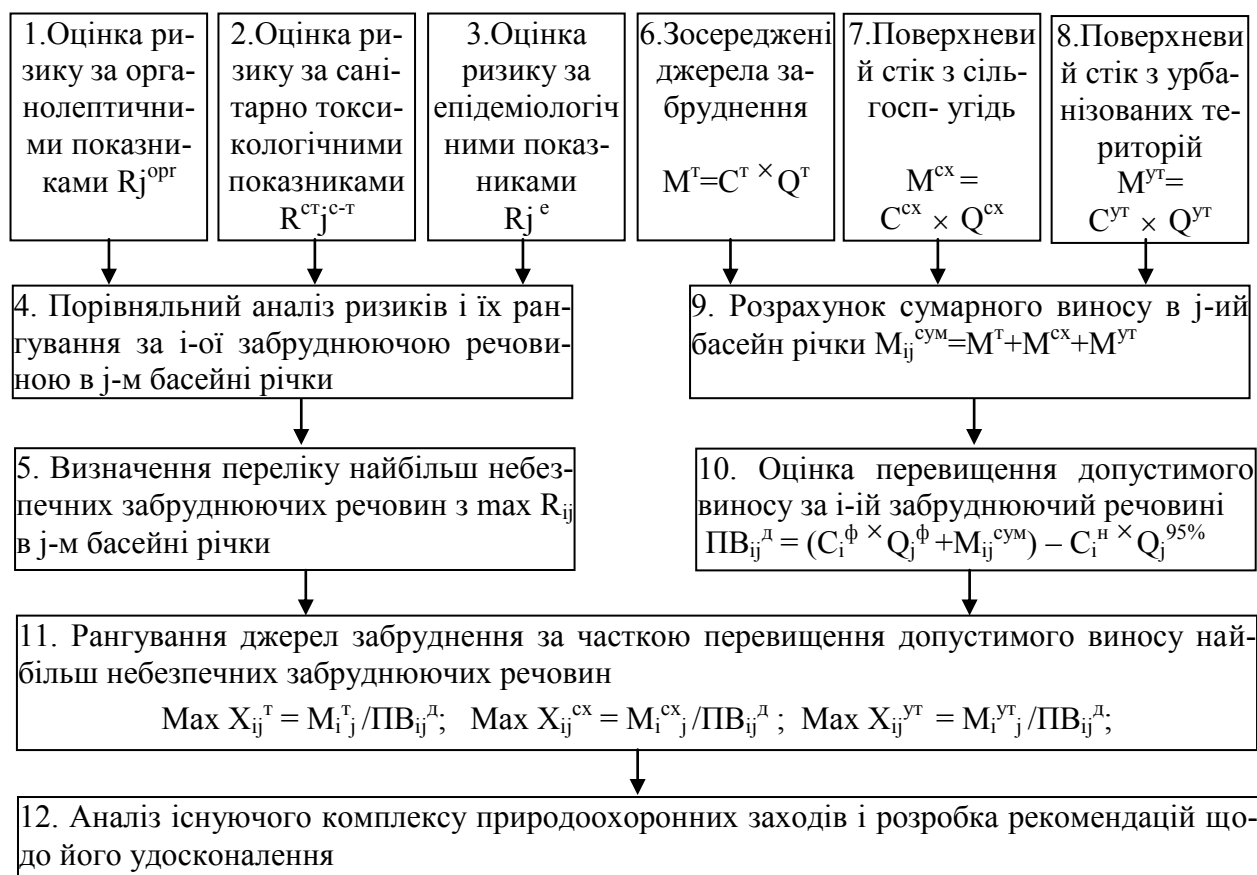 1.Оцінка ри-
зику за орга-
нолептични-
ми показни-
ками Rj^орг
2.Оцінка ри-
зику за сані-
тарно токси-
кологічними
показниками
R^ст j^с-т
3.Оцінка
ризику за
епідеміологіч
ними показ-
никами
Rj ^е
6.Зосереджені
джерела за-
бруднення
М^т=С^т × Q^т
7.Поверхневи
й стік з сіль-
госп- угідь
М^сх =
С^сх × Q^сх
8.Поверхневи
й стік з урба-
нізованих те-
риторій
М^ут=
С^ут × Q^ут
4. Порівняльний аналіз ризиків і їх ран-
гування за і-ої забруднюючою речови-
ною в j-м басейні річки
9. Розрахунок сумарного виносу в j-ий
басейн річки М_ij^сум=М^т+М^сх+М^ут
5. Визначення переліку найбільш небез-
печних забруднюючих речовин з max R_ij
в j-м басейні річки
10. Оцінка перевищення допустимого
виносу за і-ій забруднюючий речовині
ПВ_ij^д = (C_i^ф × Q_j^ф +М_ij^сум) – C_i^н × Q_j^95%
11. Рангування джерел забруднення за часткою перевищення допустимого виносу най-
більш небезпечних забруднюючих речовин
Max X_ij^т = M_i^т_j /ПВ_ij^д; Max X_ij^сх = M_i^сх_j /ПВ_ij^д ; Max X_ij^ут = M_i^ут_j /ПВ_ij^д;
12. Аналіз існуючого комплексу природоохоронних заходів і розробка рекомендацій що-
до його удосконалення